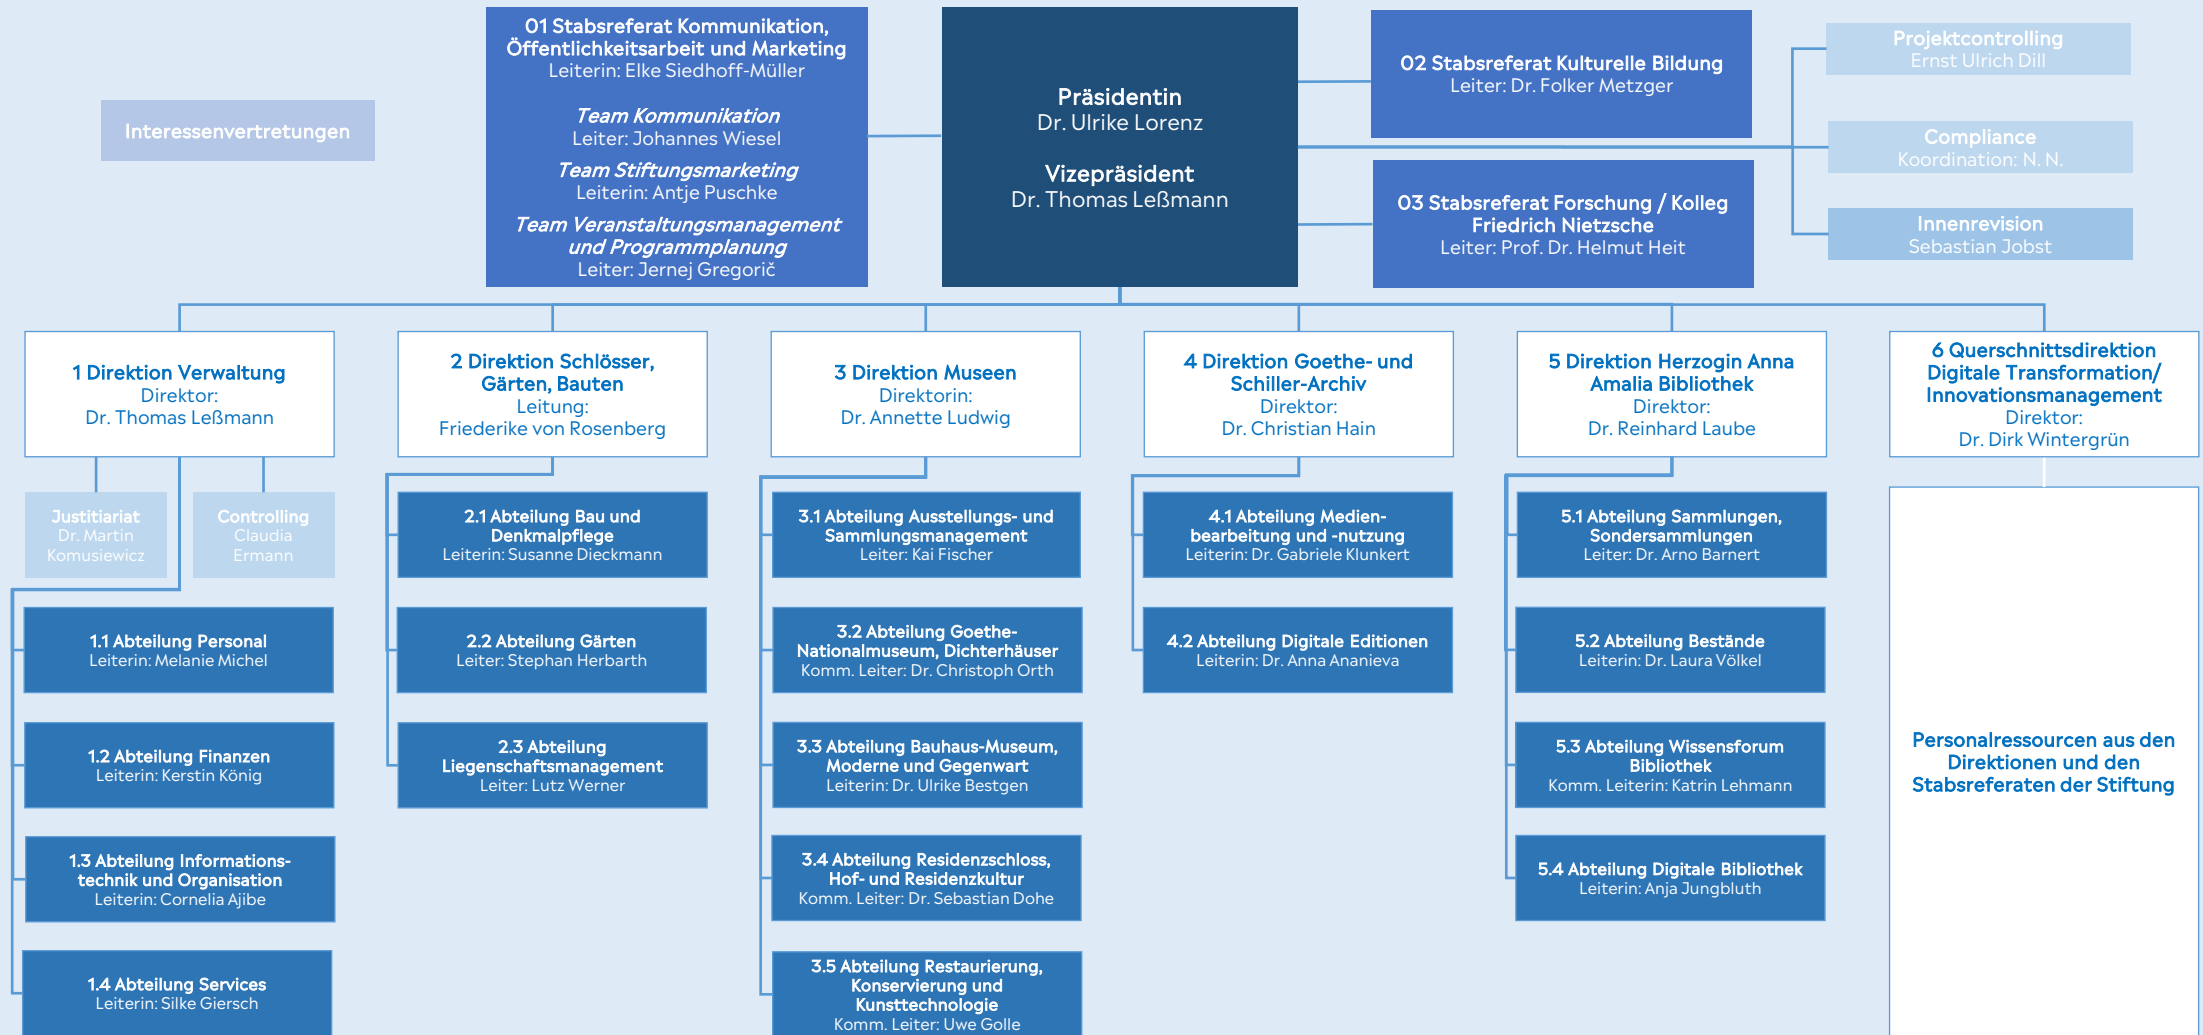 01 Stabsreferat Kommunikation,
Öffentlichkeitsarbeit und Marketing
Leiterin: Elke Siedhoff-Müller
Team Kommunikation
Leiter: Johannes Wiesel
Team Stiftungsmarketing
Leiterin: Antje Puschke
Team Veranstaltungsmanagement
und Programmplanung
Leiter: Jernej Gregorič
Interessenvertretungen
Präsidentin
Dr. Ulrike Lorenz
Vizepräsident
Dr. Thomas Leßmann
02 Stabsreferat Kulturelle Bildung
Leiter: Dr. Folker Metzger
03 Stabsreferat Forschung / Kolleg
Friedrich Nietzsche
Leiter: Prof. Dr. Helmut Heit
Projektcontrolling
Ernst Ulrich Dill
Compliance
Koordination: N. N.
Innenrevision
Sebastian Jobst
1 Direktion Verwaltung
Direktor:
Dr. Thomas Leßmann
2 Direktion Schlösser,
Gärten, Bauten
Leitung:
Friederike von Rosenberg
3 Direktion Museen
Direktorin:
Dr. Annette Ludwig
4 Direktion Goethe- und
Schiller-Archiv
Direktor:
Dr. Christian Hain
5 Direktion Herzogin Anna
Amalia Bibliothek
Direktor:
Dr. Reinhard Laube
6 Querschnittsdirektion
Digitale Transformation/
Innovationsmanagement
Direktor:
Dr. Dirk Wintergrün
Justitiariat
Dr. Martin
Komusiewicz
Controlling
Claudia
Ermann
1.1 Abteilung Personal
Leiterin: Melanie Michel
1.2 Abteilung Finanzen
Leiterin: Kerstin König
1.3 Abteilung Informations-
technik und Organisation
Leiterin: Cornelia Ajibe
1.4 Abteilung Services
Leiterin: Silke Giersch
2.1 Abteilung Bau und
Denkmalpflege
Leiterin: Susanne Dieckmann
2.2 Abteilung Gärten
Leiter: Stephan Herbarth
2.3 Abteilung
Liegenschaftsmanagement
Leiter: Lutz Werner
3.1 Abteilung Ausstellungs- und
Sammlungsmanagement
Leiter: Kai Fischer
3.2 Abteilung Goethe-
Nationalmuseum, Dichterhäuser
Komm. Leiter: Dr. Christoph Orth
3.3 Abteilung Bauhaus-Museum,
Moderne und Gegenwart
Leiterin: Dr. Ulrike Bestgen
3.4 Abteilung Residenzschloss,
Hof- und Residenzkultur
Komm. Leiter: Dr. Sebastian Dohe
3.5 Abteilung Restaurierung,
Konservierung und
Kunsttechnologie
Komm. Leiter: Uwe Golle
4.1 Abteilung Medien-
bearbeitung und -nutzung
Leiterin: Dr. Gabriele Klunkert
4.2 Abteilung Digitale Editionen
Leiterin: Dr. Anna Ananieva
5.1 Abteilung Sammlungen,
Sondersammlungen
Leiter: Dr. Arno Barnert
5.2 Abteilung Bestände
Leiterin: Dr. Laura Völkel
5.3 Abteilung Wissensforum
Bibliothek
Komm. Leiterin: Katrin Lehmann
5.4 Abteilung Digitale Bibliothek
Leiterin: Anja Jungbluth
Personalressourcen aus den
Direktionen und den
Stabsreferaten der Stiftung